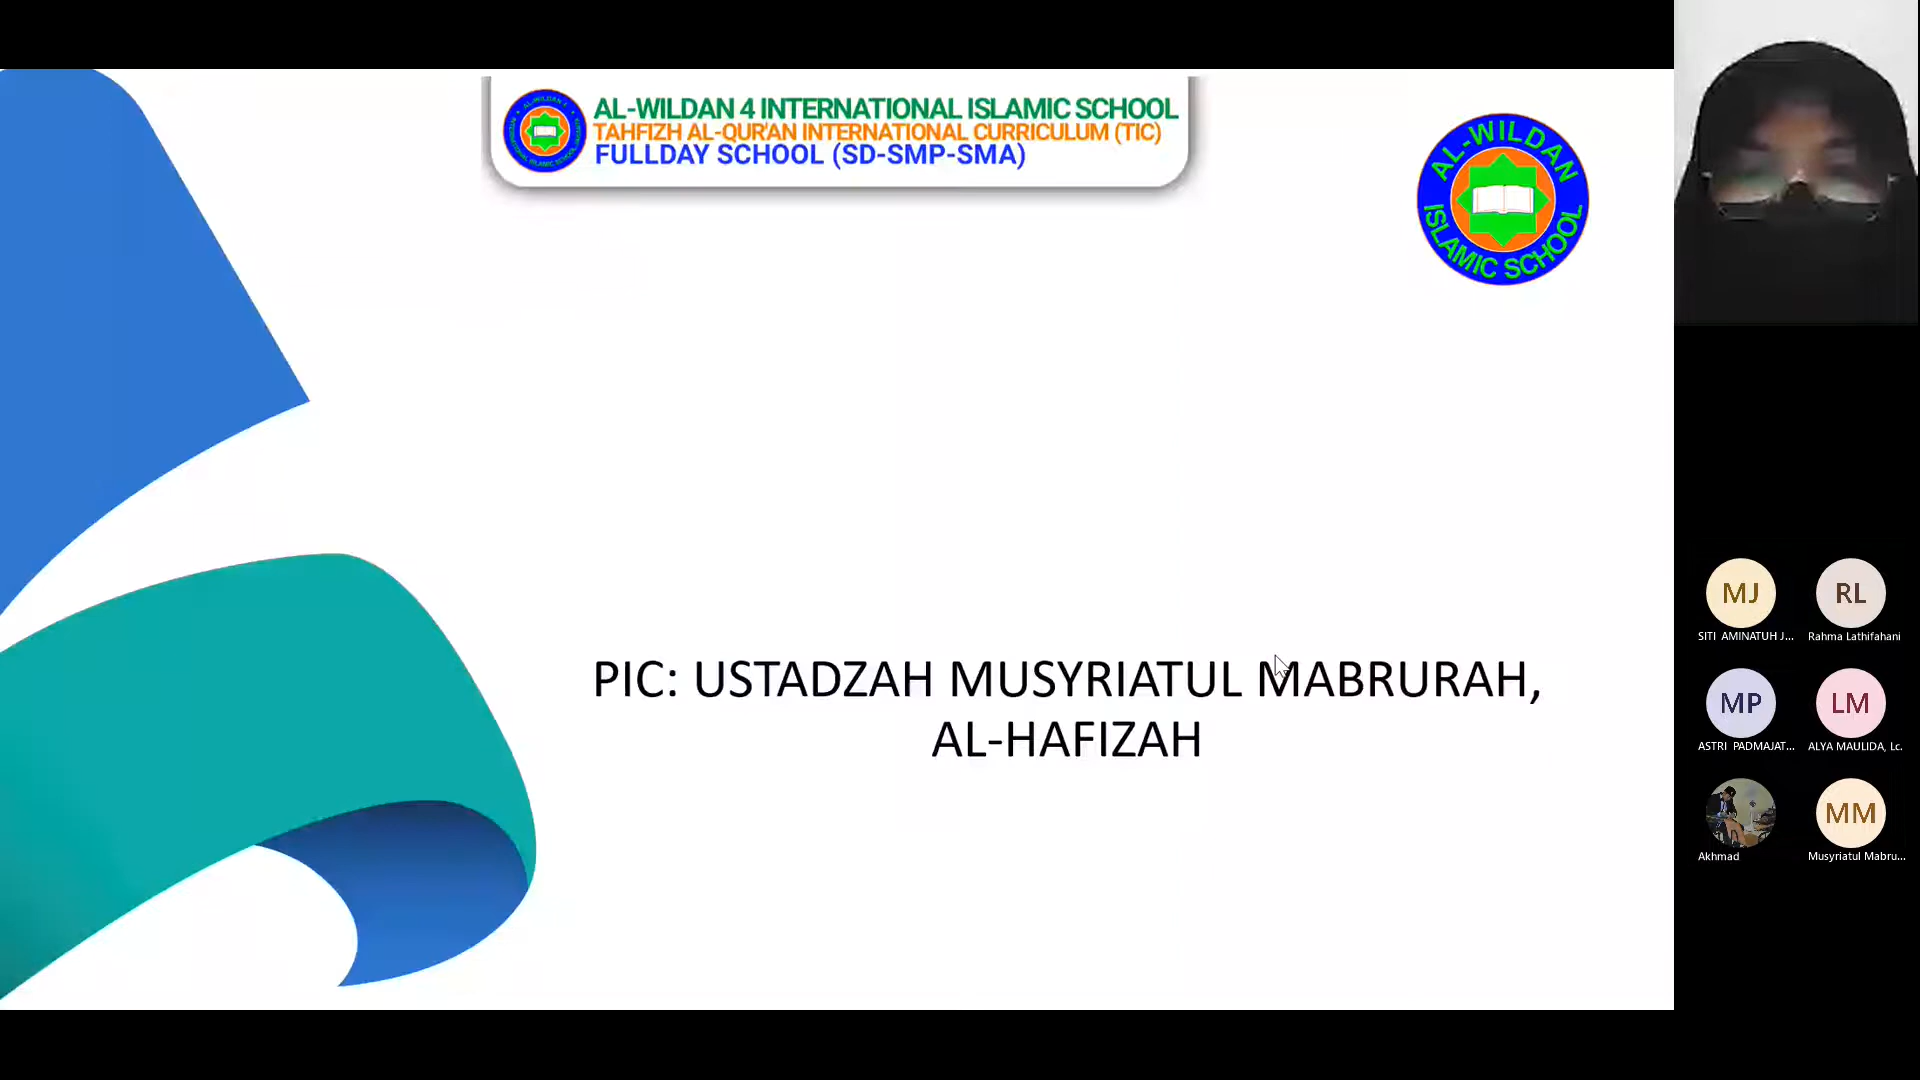 AL-WILDAN 4 INTERNATIONAL ISLAMIC SCHOOL
TAHFIZH AL-QUR'AN INTERNATIONAL CURRICULUM (TIC)
FULLDAY SCHOOL (SD-SMP-SMA)
AL-WILDAN
ISLAMIC SCHOOL
PIC: USTADZAH MUSYRIATUL MABRURAH,
AL-HAFIZAH
MJ
RL
SITI AMINATUH J...
Rahma Lathifahani
MP
LM
ASTRI PADMAJAT...
ALYA MAULIDA, Lc.
MM
Akhmad
Musyriatul Mabru...